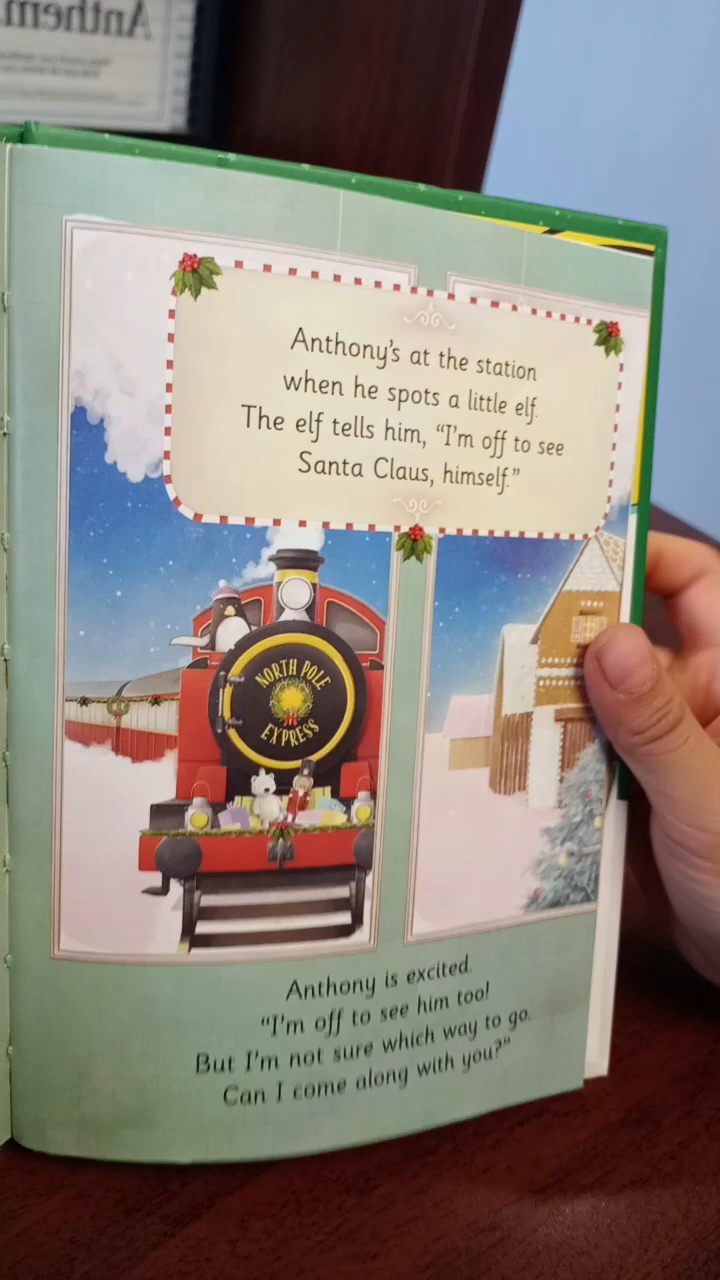 Anthem
Anthony's at the station
when he spots a little elf.
The elf tells him, "I'm off to see
Santa Claus, himself."
NORTH POLE
EXPRESS
Anthony is excited.
"I'm off to see him too!
But I'm not sure which way to go.
Can I come along with you?"